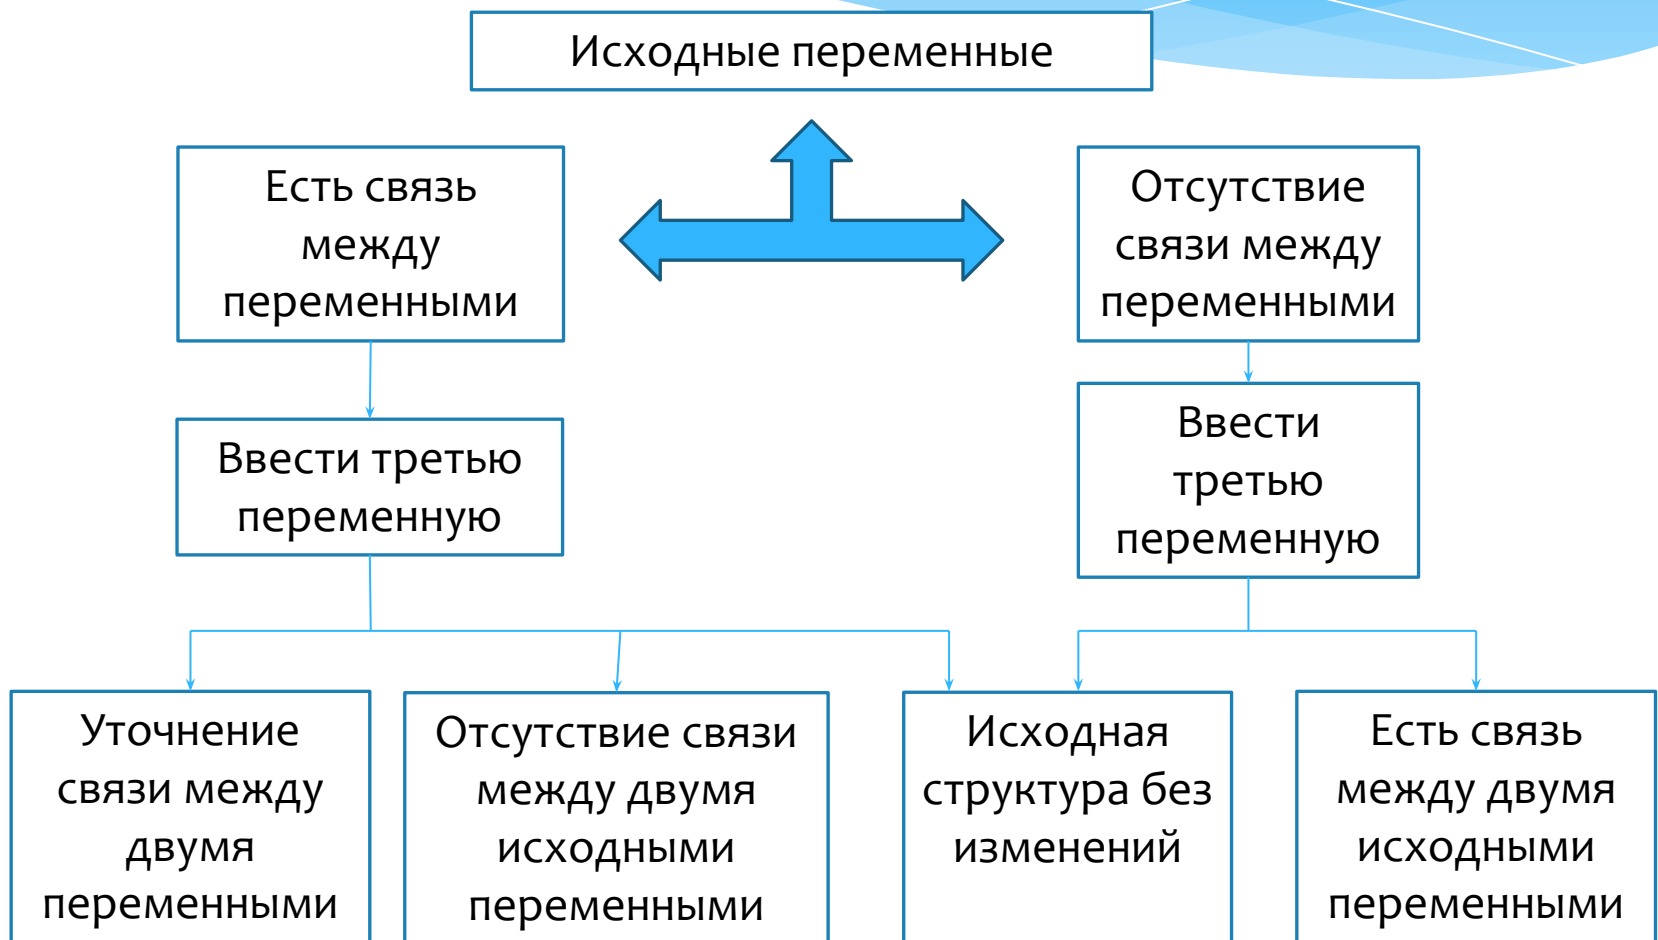 Исходные переменные
Есть связь
между
переменными
Отсутствие
связи между
переменными
Ввести третью
переменную
Ввести
третью
переменную
Уточнение
связи между
двумя
переменными
Отсутствие связи
между двумя
исходными
переменными
Исходная
структура без
изменений
Есть связь
между двумя
исходными
переменными